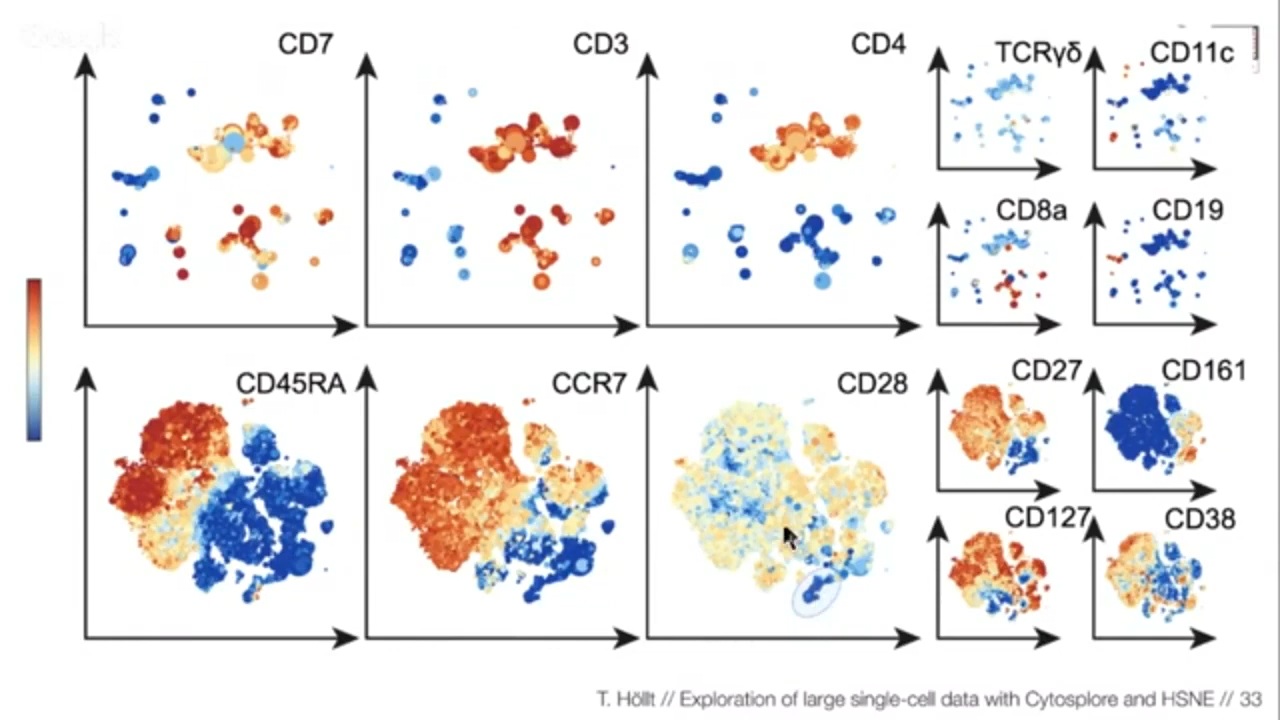 CD7
CD3
CD4
TCRγδ
CD11c
CD8a
CD19
CD45RA
CCR7
CD28
CD27
CD161
CD127
CD38
T. Höllt // Exploration of large single-cell data with Cytosplore and HSNE // 33